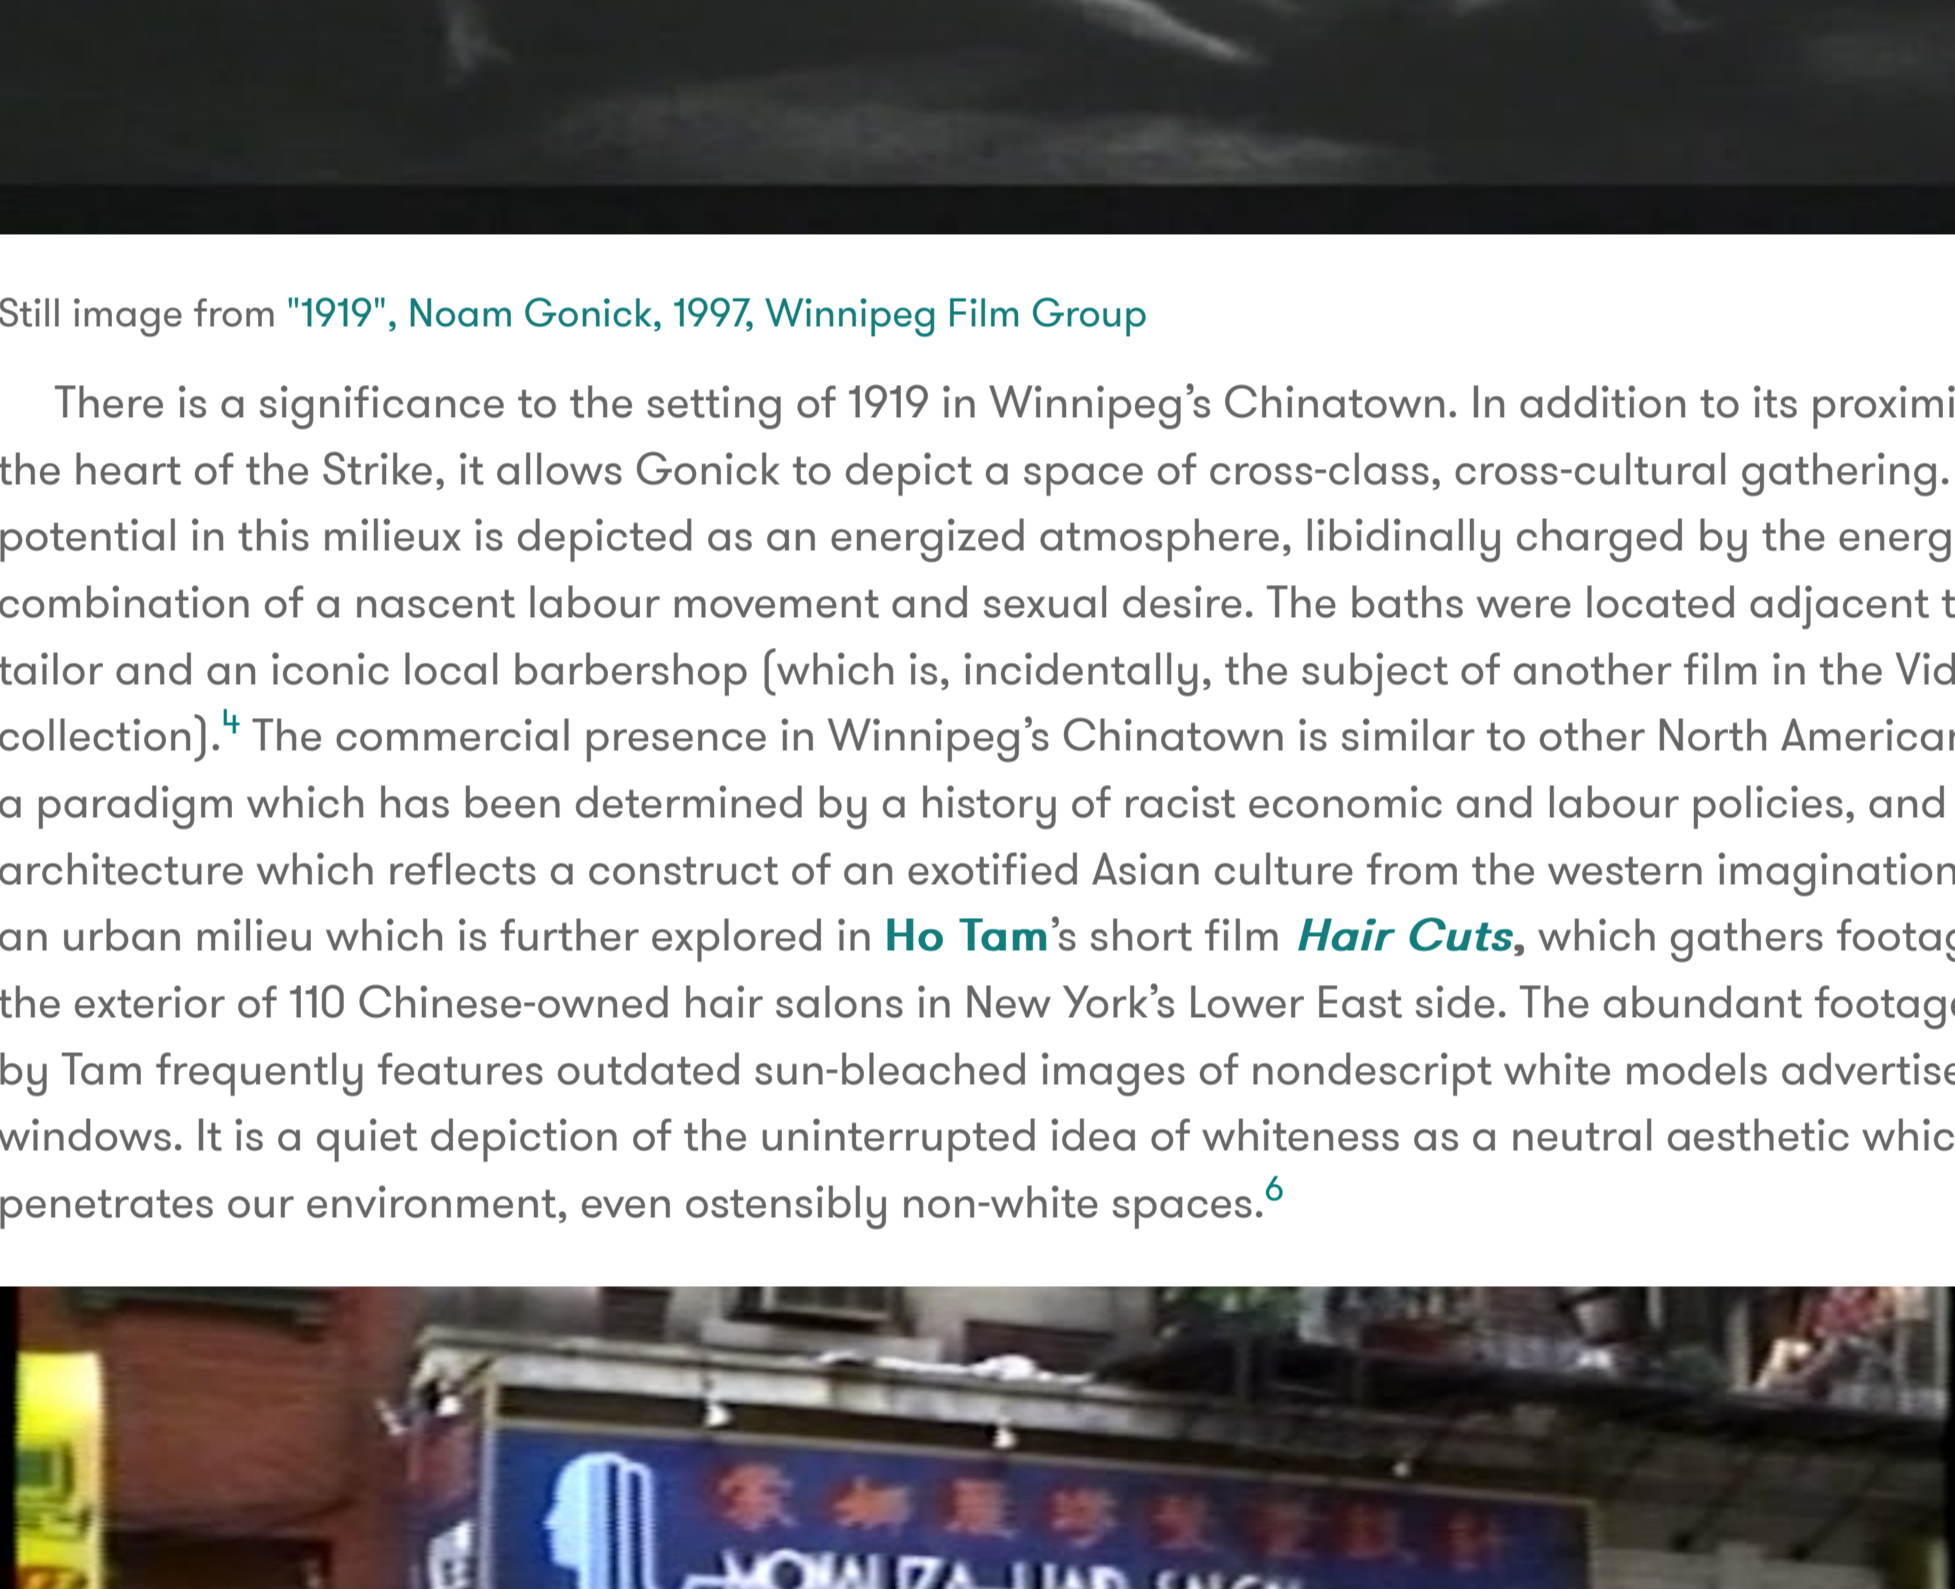 Still image from "1919", Noam Gonick, 1997, Winnipeg Film Group
There is a significance to the setting of 1919 in Winnipeg’s Chinatown. In addition to its proximi
the heart of the Strike, it allows Gonick to depict a space of cross-class, cross-cultural gathering.
potential in this milieux is depicted as an energized atmosphere, libidinally charged by the energ
combination of a nascent labour movement and sexual desire. The baths were located adjacent t
tailor and an iconic local barbershop (which is, incidentally, the subject of another film in the Vid
collection).4 The commercial presence in Winnipeg’s Chinatown is similar to other North American
a paradigm which has been determined by a history of racist economic and labour policies, and
architecture which reflects a construct of an exotified Asian culture from the western imagination
an urban milieu which is further explored in Ho Tam’s short film Hair Cuts, which gathers footag
the exterior of 110 Chinese-owned hair salons in New York’s Lower East side. The abundant footage
by Tam frequently features outdated sun-bleached images of nondescript white models advertise
windows. It is a quiet depiction of the uninterrupted idea of whiteness as a neutral aesthetic whic
penetrates our environment, even ostensibly non-white spaces.6
HAIR SALON